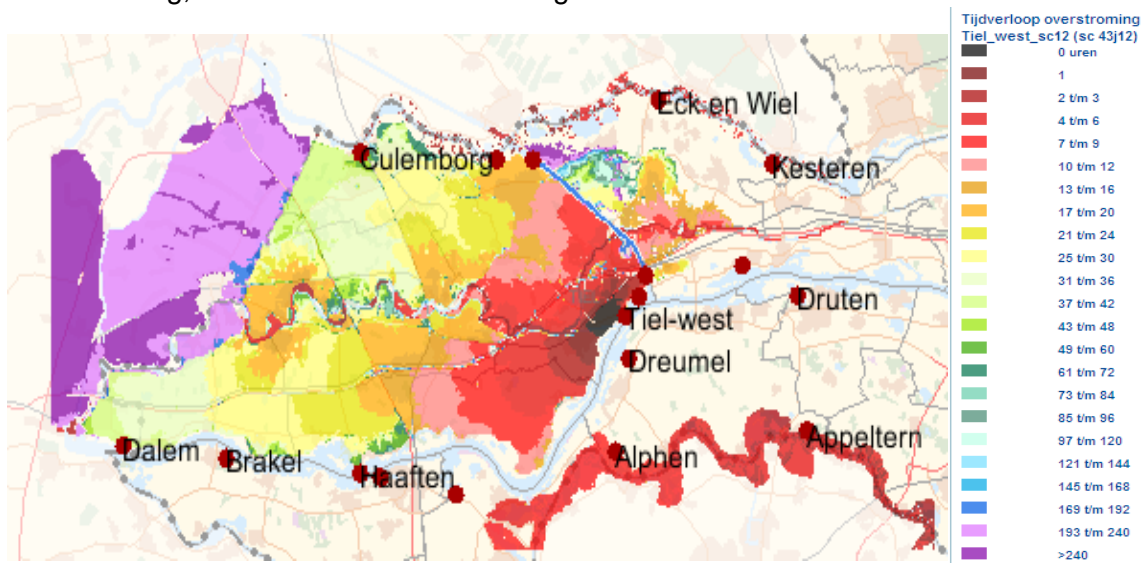 Tijdverloop overstroming
Tiel_west_sc12 (sc 43j12)
0 uren
1
2 t/m 3
4 t/m 6
7 t/m 9
10 t/m 12
13 t/m 16
17 t/m 20
21 t/m 24
25 t/m 30
31 t/m 36
37 t/m 42
43 t/m 48
49 t/m 60
61 t/m 72
73 t/m 84
85 t/m 96
97 t/m 120
121 t/m 144
145 t/m 168
169 t/m 192
193 t/m 240
>240
Eck en Wiel
Culemborg
Kesteren
Druten
Tiel-west
Dreumel
Appeltern
Dalem
Brakel
Haaften
Alphen